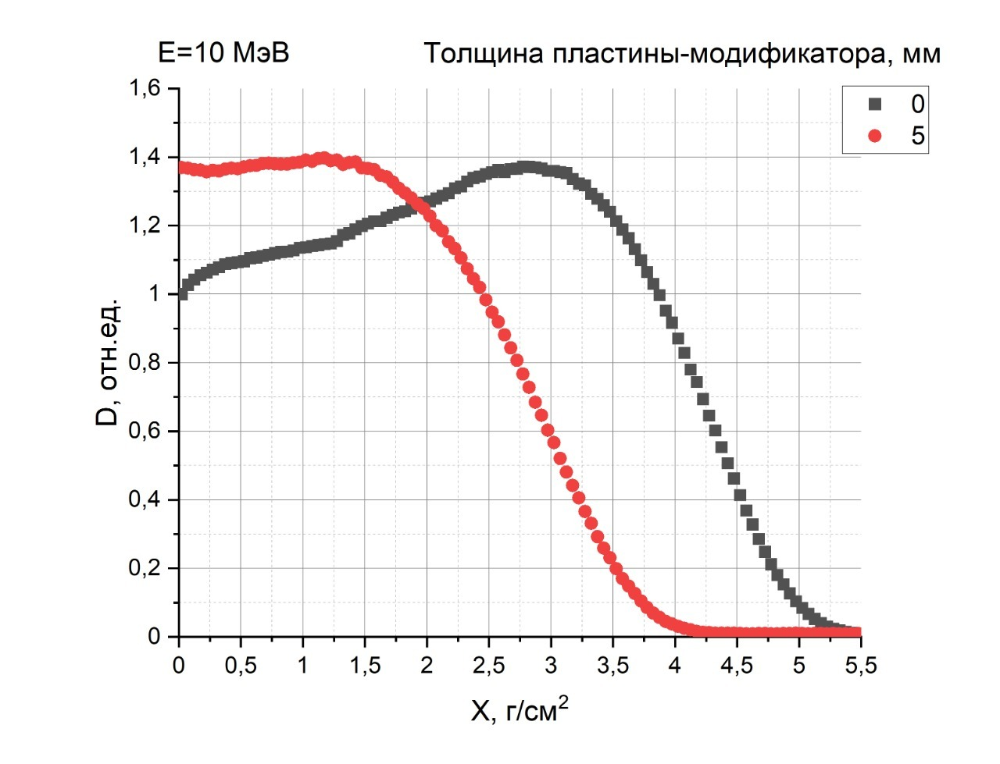 E=10 МэВ
Толщина пластины-модификатора, мм
0
5
D, отн.ед.
1,6
1,4
1,2
1
0,8
0,6
0,4
0,2
0
0 0,5 1 1,5 2 2,5 3 3,5 4 4,5 5 5,5
X, г/см²